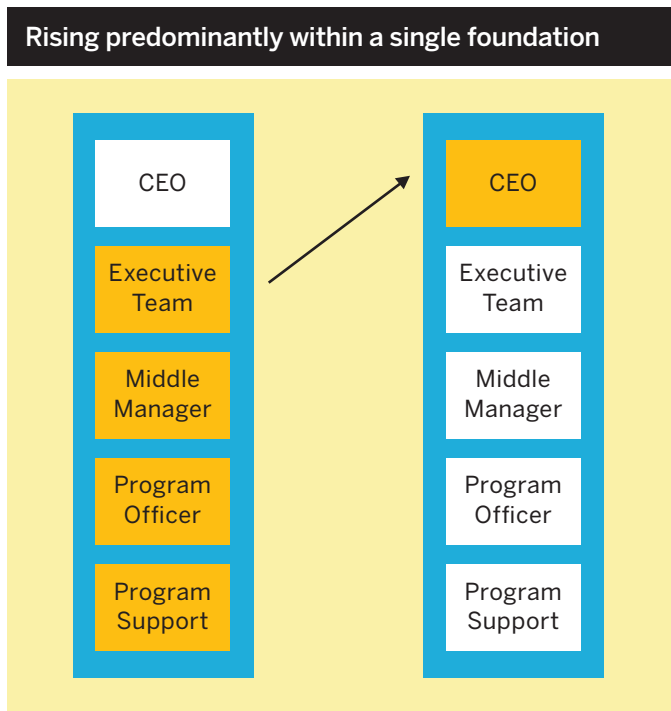 Rising predominantly within a single foundation
CEO
Executive
Team
Middle
Manager
Program
Officer
Program
Support
CEO
Executive
Team
Middle
Manager
Program
Officer
Program
Support